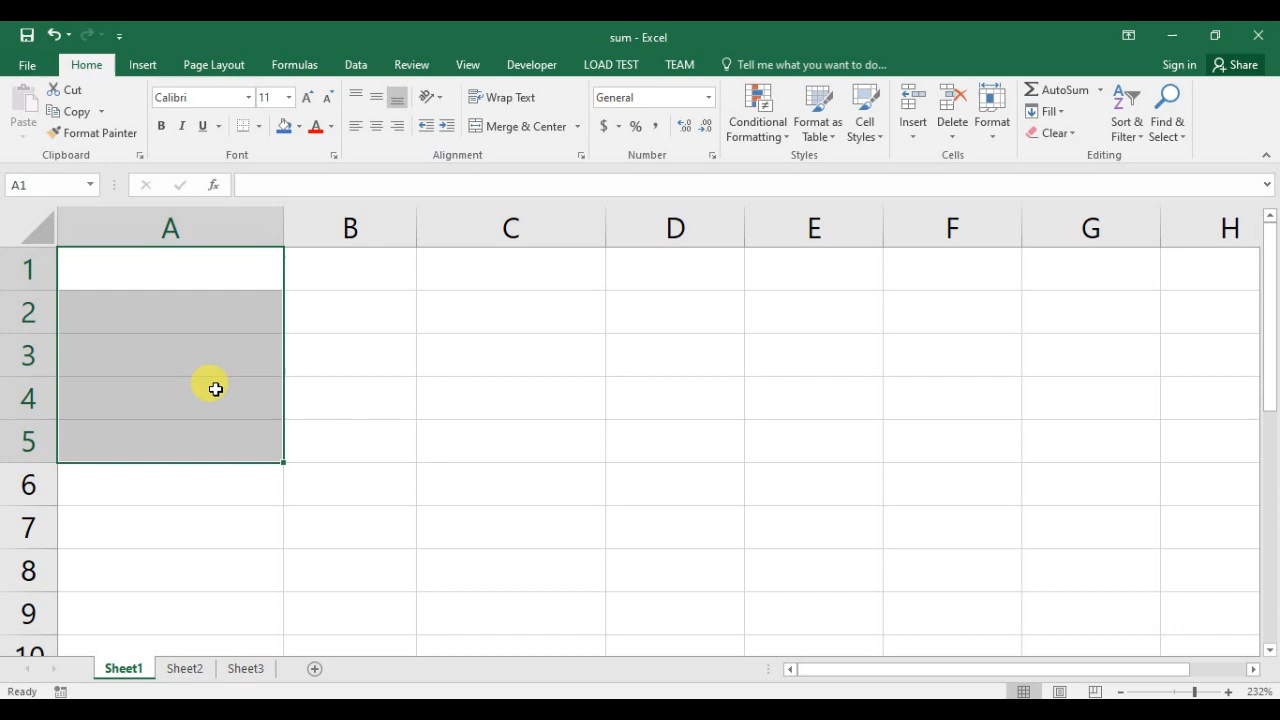 sum - Excel
File Home Insert Page Layout Formulas Data Review View Developer LOAD TEST TEAM Tell me what you want to do... Sign in Share
Paste Cut
Copy
Format Painter
Clipboard
Calibri 11 A A
B I U A
Font
Wrap Text
Merge & Center
Alignment
General
$ % ,
Number
Conditional Formatting
Format as Table
Cell Styles
Styles
Insert Delete Format
Cells
AutoSum
Fill
Clear
Sort & Filter
Find & Select
Editing
A1 fx
A B C D E F G H
1
2
3
4
5
6
7
8
9
10
Sheet1 Sheet2 Sheet3
Ready 232%